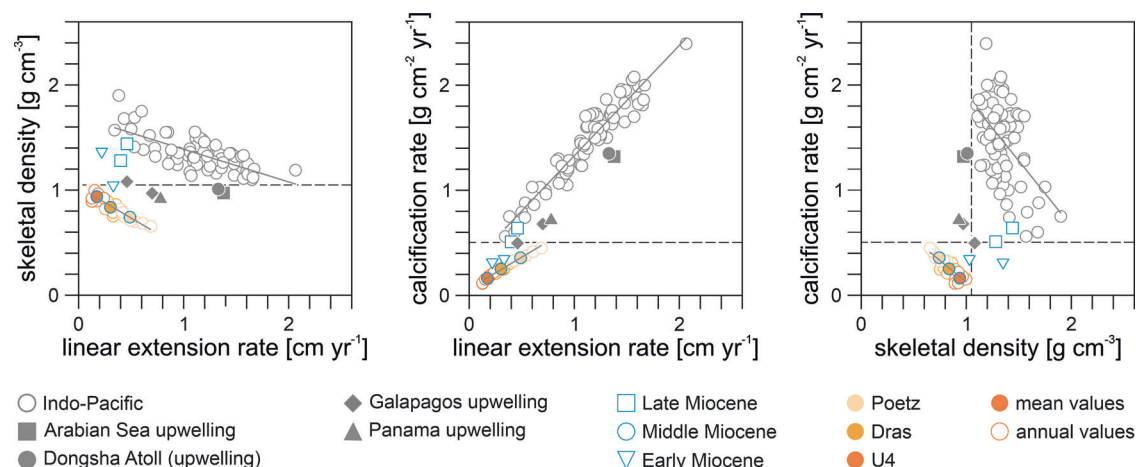 skeletal density [g cm-3]
2
1
0
0
1
2
linear extension rate [cm yr-1]
calcification rate [g cm-2 yr-1]
2
1
0
0
1
2
linear extension rate [cm yr-1]
calcification rate [g cm-2 yr-1]
2
1
0
0
1
2
skeletal density [g cm-3]
Indo-Pacific
Arabian Sea upwelling
Dongsha Atoll (upwelling)
Galapagos upwelling
Panama upwelling
Late Miocene
Middle Miocene
Early Miocene
Poetz
Dras
U4
mean values
annual values